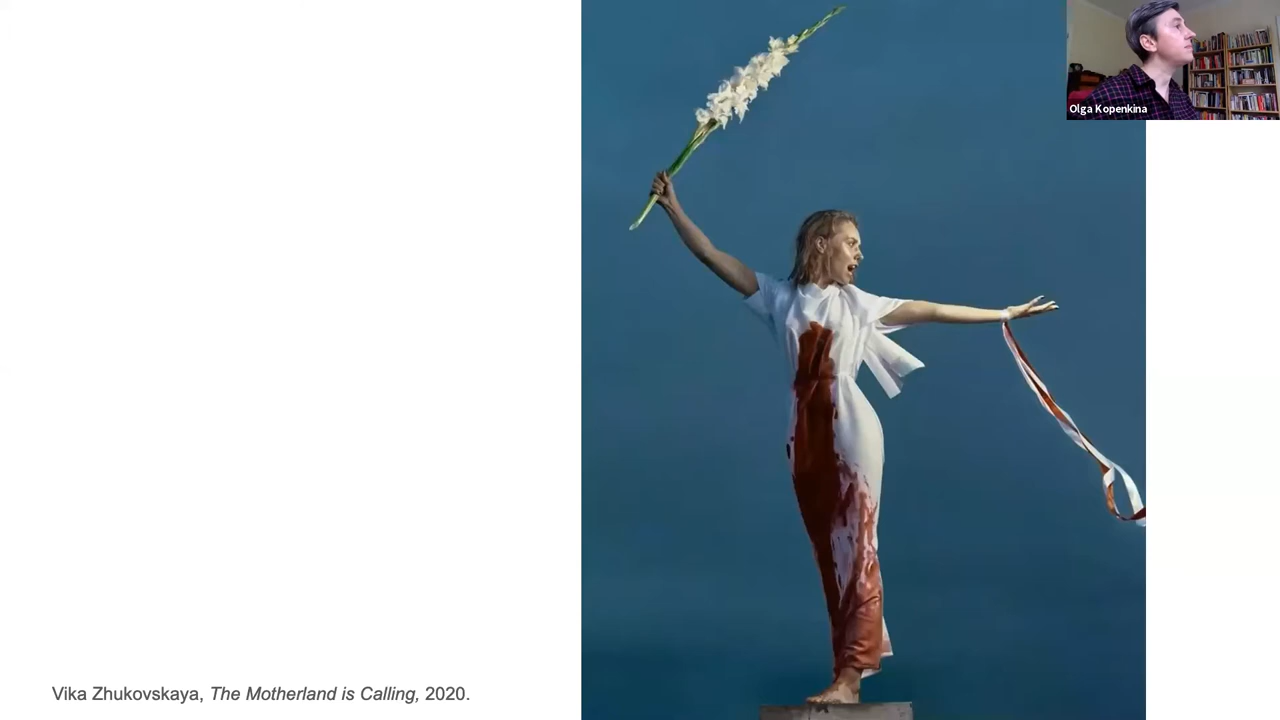 Olga Kopenkina
Vika Zhukovskaya, The Motherland is Calling, 2020.